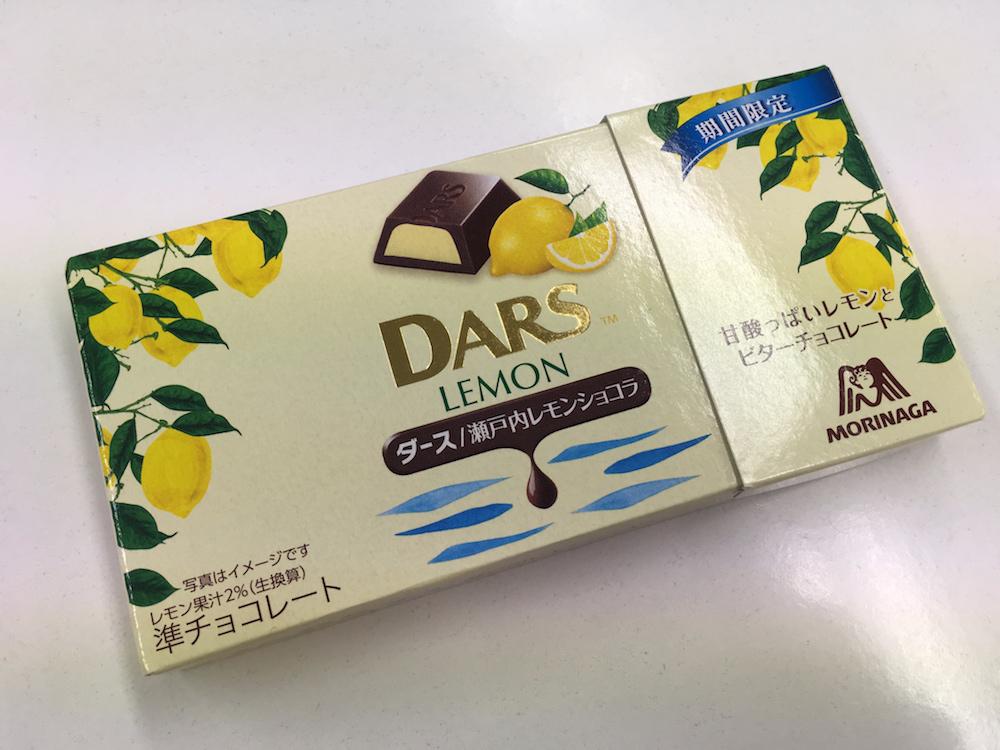 期間限定
DARS
DARS™
LEMON
ダース/瀬戸内レモンショコラ
甘酸っぱいレモンと
ビターチョコレート
MORINAGA
写真はイメージです
レモン果汁2%(生換算)
準チョコレート